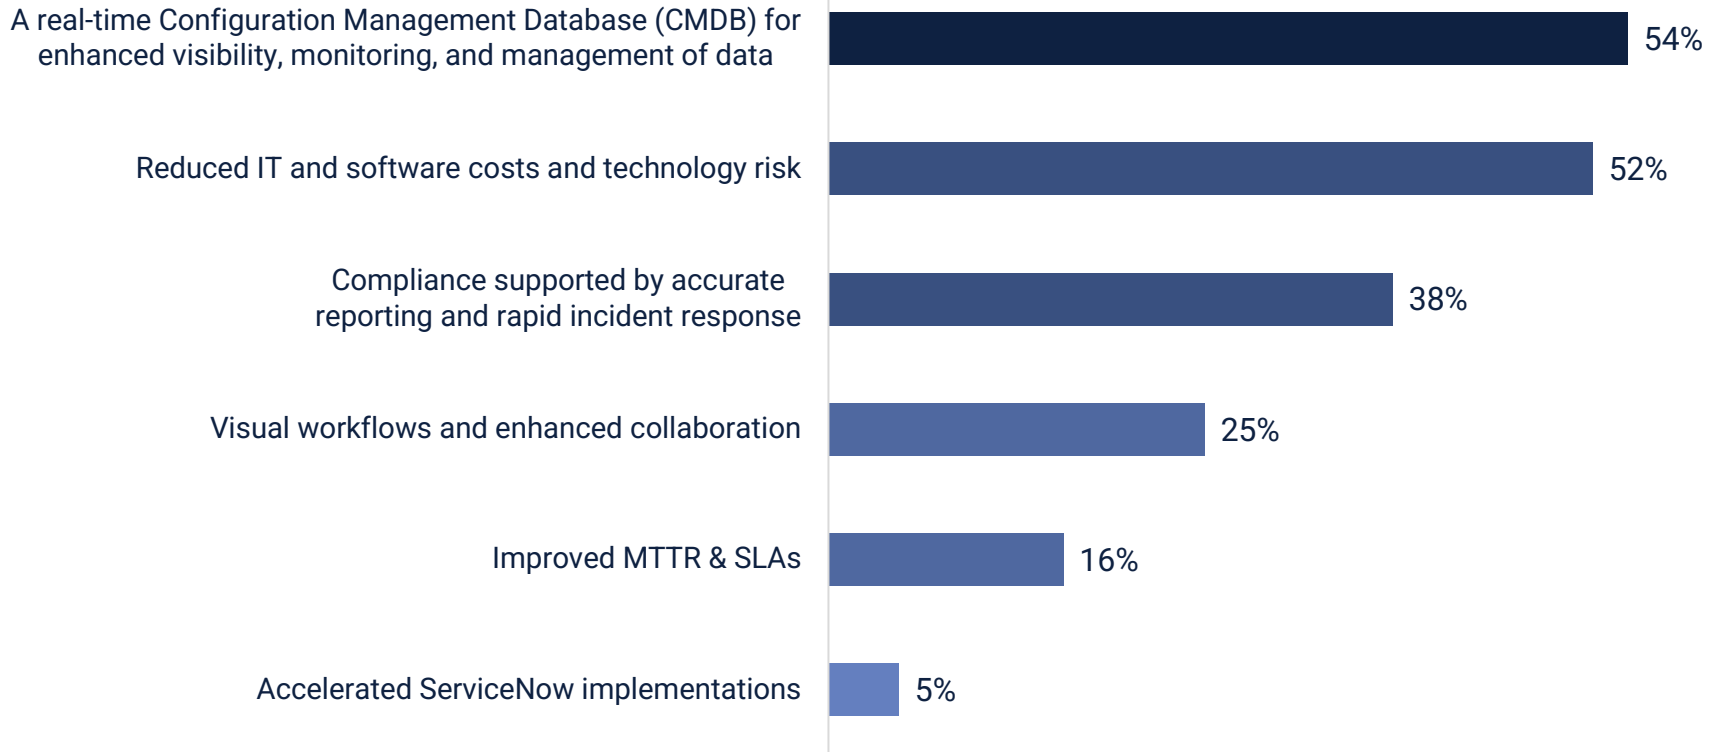 A real-time Configuration Management Database (CMDB) for
enhanced visibility, monitoring, and management of data
54%
Reduced IT and software costs and technology risk
52%
Compliance supported by accurate
reporting and rapid incident response
38%
Visual workflows and enhanced collaboration
25%
Improved MTTR & SLAs
16%
Accelerated ServiceNow implementations
5%